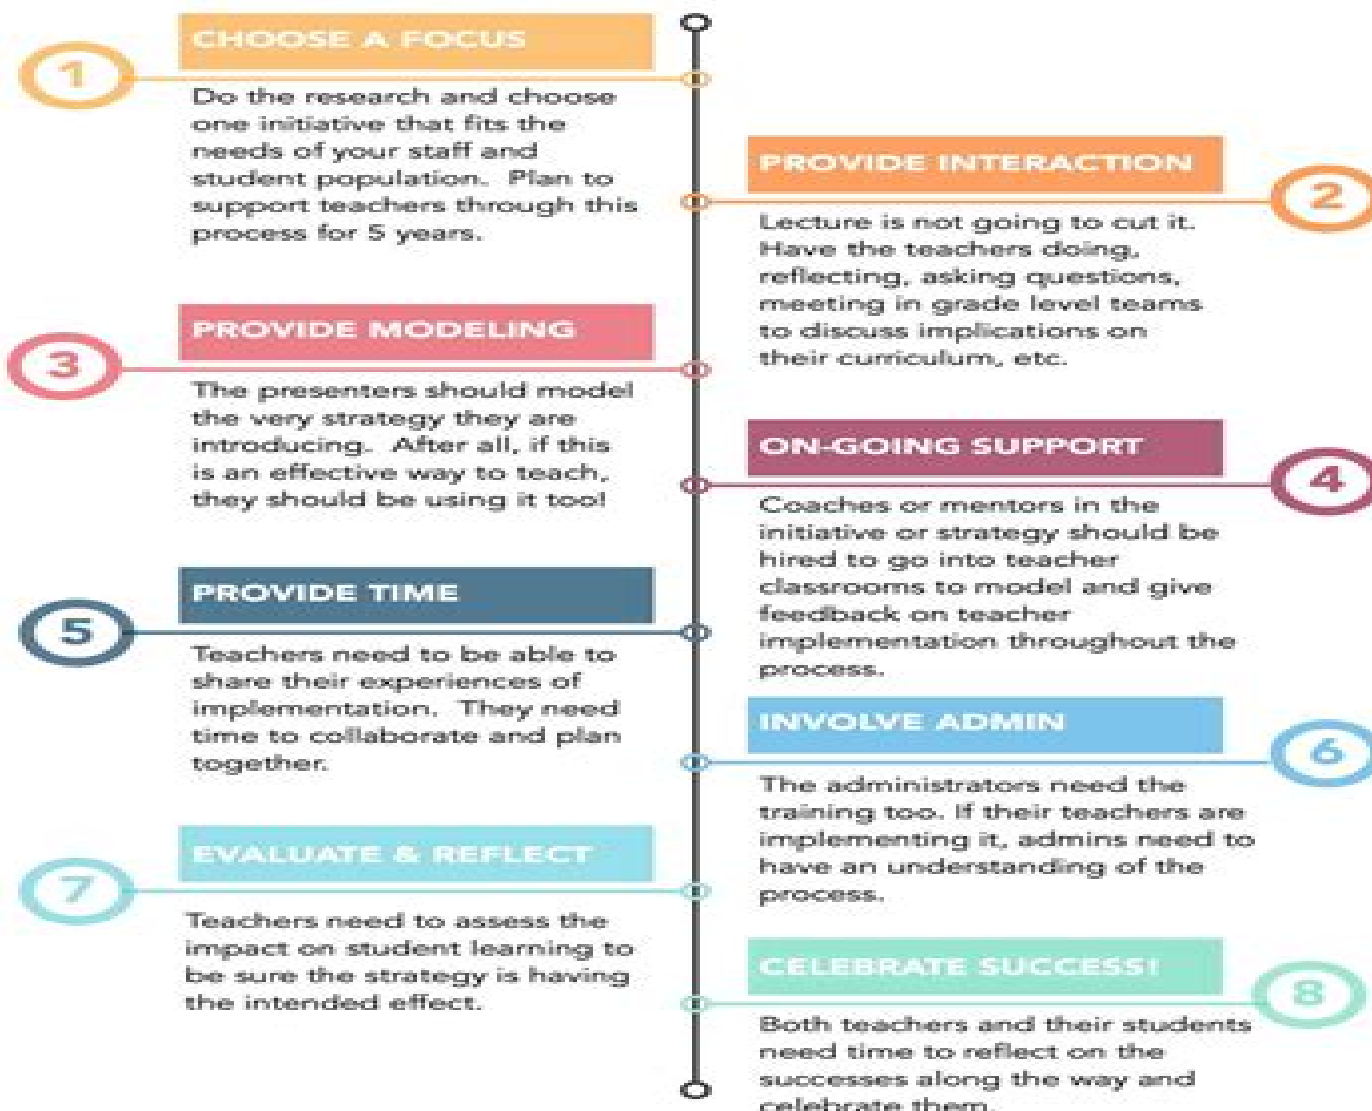 1
CHOOSE A FOCUS
Do the research and choose
one initiative that fits the
needs of your staff and
student population. Plan to
support teachers through this
process for 5 years.
2
PROVIDE INTERACTION
Lecture is not going to cut it.
Have the teachers doing,
reflecting, asking questions,
meeting in grade level teams
to discuss implications on
their curriculum, etc.
3
PROVIDE MODELING
The presenters should model
the very strategy they are
introducing. After all, if this
is an effective way to teach,
they should be using it too!
4
ON-GOING SUPPORT
Coaches or mentors in the
initiative or strategy should be
hired to go into teacher
classrooms to model and give
feedback on teacher
implementation throughout the
process.
5
PROVIDE TIME
Teachers need to be able to
share their experiences of
implementation. They need
time to collaborate and plan
together.
6
INVOLVE ADMIN
The administrators need the
training too. If their teachers are
implementing it, admins need to
have an understanding of the
process.
7
EVALUATE & REFLECT
Teachers need to assess the
impact on student learning to
be sure the strategy is having
the intended effect.
8
CELEBRATE SUCCESS!
Both teachers and their students
need time to reflect on the
successes along the way and
celebrate them.